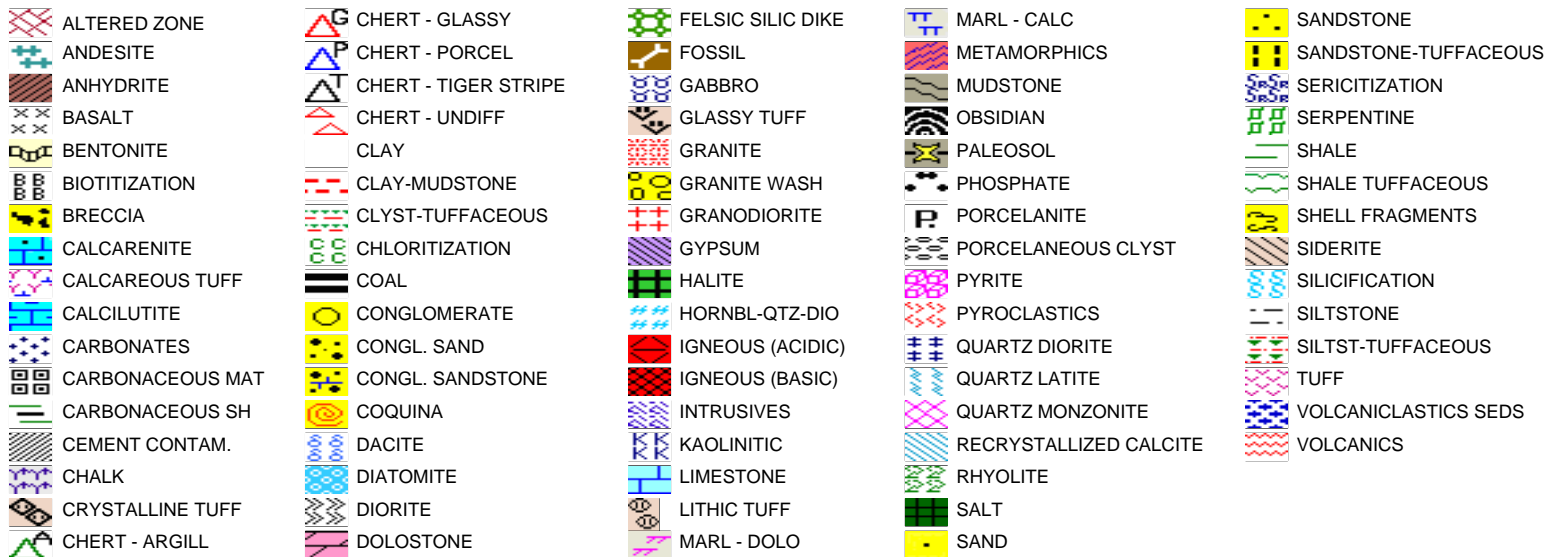 ALTERED ZONE
ANDESITE
ANHYDRITE
BASALT
BENTONITE
BIOTITIZATION
BRECCIA
CALCARENITE
CALCAREOUS TUFF
CALCILUTITE
CARBONATES
CARBONACEOUS MAT
CARBONACEOUS SH
CEMENT CONTAM.
CHALK
CRYSTALLINE TUFF
CHERT - ARGILL
CHERT - GLASSY
CHERT - PORCEL
CHERT - TIGER STRIPE
CHERT - UNDIFF
CLAY
CLAY-MUDSTONE
CLYST-TUFFACEOUS
CHLORITIZATION
COAL
CONGLOMERATE
CONGL. SAND
CONGL. SANDSTONE
COQUINA
DACITE
DIATOMITE
DIORITE
DOLOSTONE
FELSIC SILIC DIKE
FOSSIL
GABBRO
GLASSY TUFF
GRANITE
GRANITE WASH
GRANODIORITE
GYPSUM
HALITE
HORNBL-QTZ-DIO
IGNEOUS (ACIDIC)
IGNEOUS (BASIC)
INTRUSIVES
KAOLINITIC
LIMESTONE
LITHIC TUFF
MARL - DOLO
MARL - CALC
METAMORPHICS
MUDSTONE
OBSIDIAN
PALEOSOL
PHOSPHATE
PORCELANITE
PORCELANEOUS CLYST
PYRITE
PYROCLASTICS
QUARTZ DIORITE
QUARTZ LATITE
QUARTZ MONZONITE
RECRYSTALLIZED CALCITE
RHYOLITE
SALT
SAND
SANDSTONE
SANDSTONE-TUFFACEOUS
SERICITIZATION
SERPENTINE
SHALE
SHALE TUFFACEOUS
SHELL FRAGMENTS
SIDERITE
SILICIFICATION
SILTSTONE
SILTST-TUFFACEOUS
TUFF
VOLCANICLASTICS SEDS
VOLCANICS